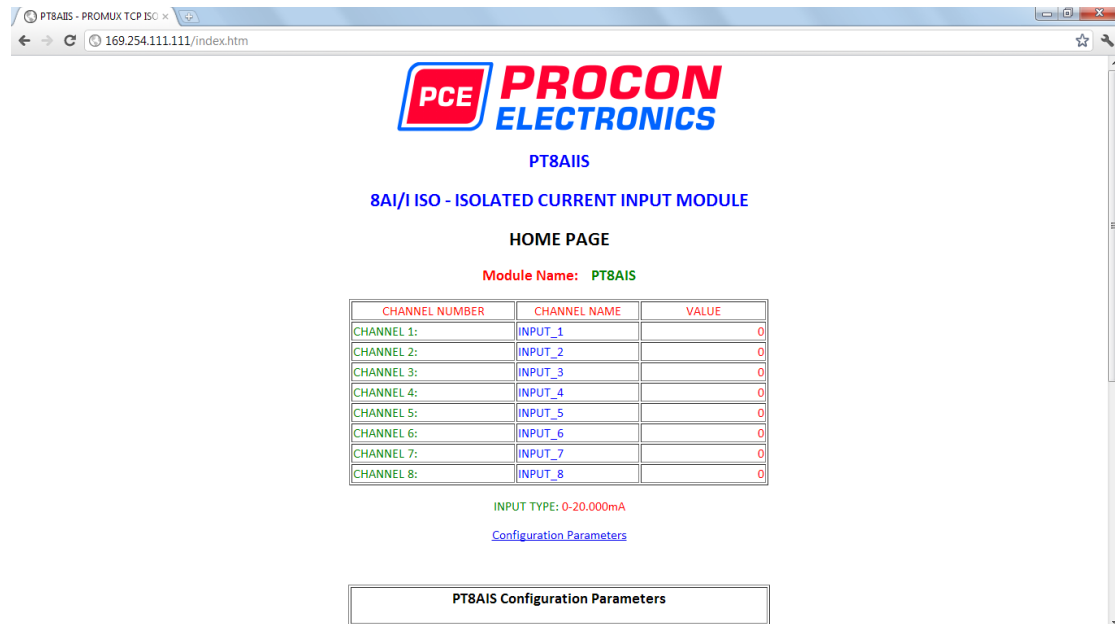 PT8AIIS - PROMUX TCP ISO
169.254.111.111/index.htm
PCE PROCON
ELECTRONICS
PT8AIIS
8AI/I ISO - ISOLATED CURRENT INPUT MODULE
HOME PAGE
Module Name: PT8AIS
CHANNEL NUMBER CHANNEL NAME VALUE
CHANNEL 1: INPUT_1 0
CHANNEL 2: INPUT_2 0
CHANNEL 3: INPUT_3 0
CHANNEL 4: INPUT_4 0
CHANNEL 5: INPUT_5 0
CHANNEL 6: INPUT_6 0
CHANNEL 7: INPUT_7 0
CHANNEL 8: INPUT_8 0
INPUT TYPE: 0-20.000mA
Configuration Parameters
PT8AIS Configuration Parameters